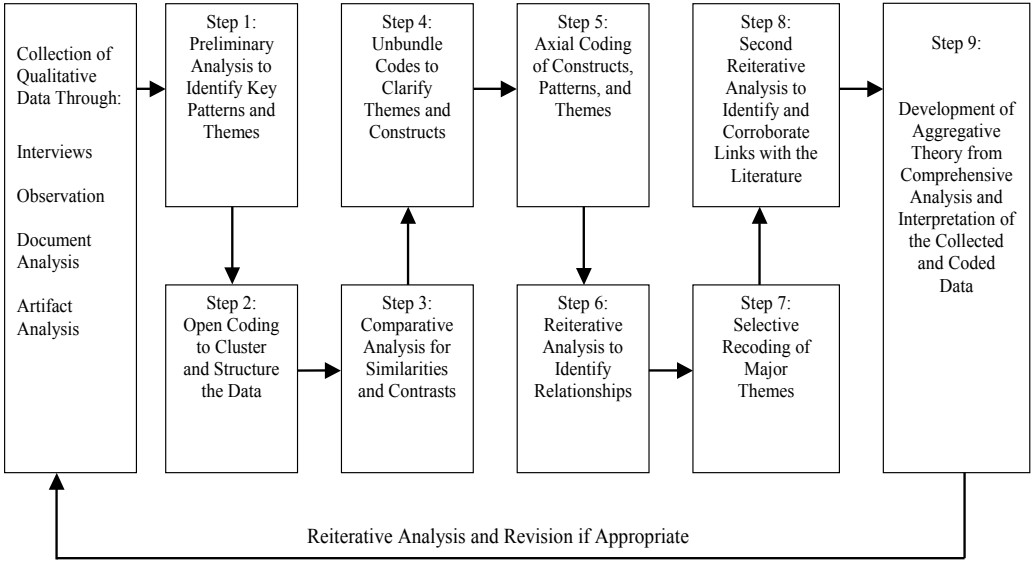 Collection of
Qualitative
Data Through:
Interviews
Observation
Document
Analysis
Artifact
Analysis
Step 1:
Preliminary
Analysis to
Identify Key
Patterns and
Themes
Step 2:
Open Coding
to Cluster
and Structure
the Data
Step 3:
Comparative
Analysis for
Similarities
and Contrasts
Step 4:
Unbundle
Codes to
Clarify
Themes and
Constructs
Step 5:
Axial Coding
of Constructs,
Patterns, and
Themes
Step 6:
Reiterative
Analysis to
Identify
Relationships
Step 7:
Selective
Recoding of
Major
Themes
Step 8:
Second
Reiterative
Analysis to
Identify and
Corroborate
Links with the
Literature
Step 9:
Development of
Aggregative
Theory from
Comprehensive
Analysis and
Interpretation of
the Collected
and Coded
Data
Reiterative Analysis and Revision if Appropriate